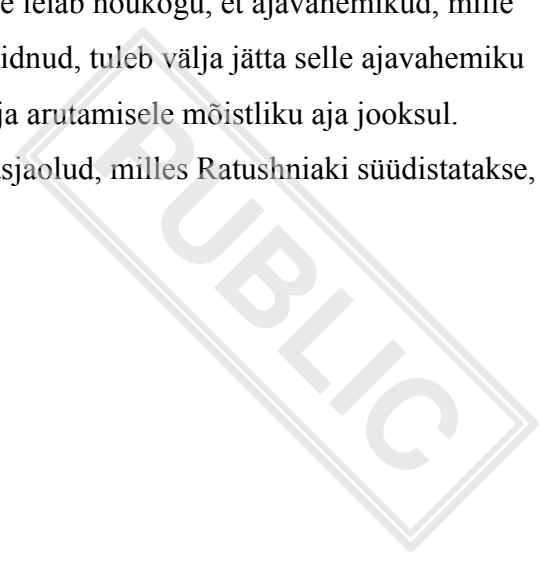 leiab nõukogu, et ajavahemikud, mille
idnud, tuleb välja jätta selle ajavahemiku
ja arutamisele mõistliku aja jooksul.
sjaolud, milles Ratushniaki süüdistatakse,
PUBLIC